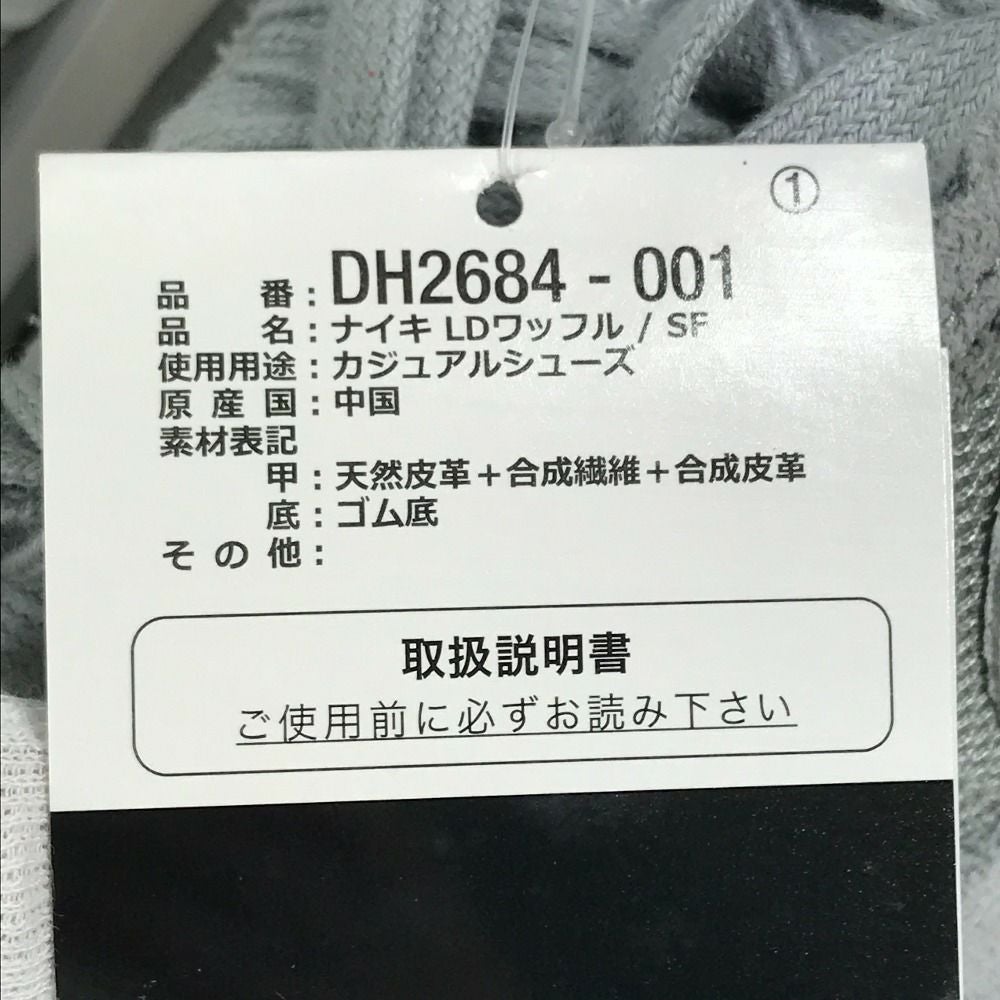 ①
品番：DH2684 - 001
品名：ナイキ LDワッフル / SF
使用用途：カジュアルシューズ
原産国：中国
素材表記
甲：天然皮革＋合成繊維＋合成皮革
底：ゴム底
その他：
取扱説明書
ご使用前に必ずお読み下さい